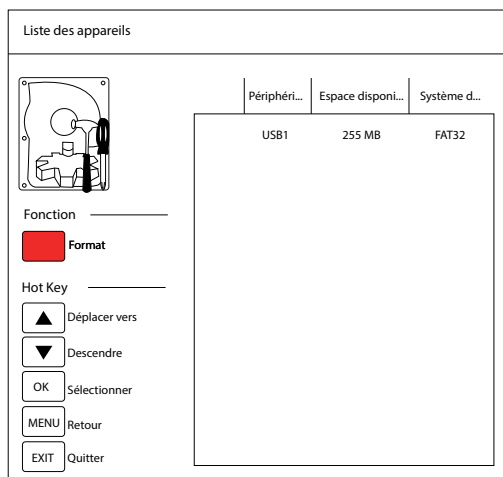 Liste des appareils
Périphéri... Espace disponi... Système d...
USB1 255 MB FAT32
Fonction
Format
Hot Key
Déplacer vers
Descendre
OK Sélectionner
MENU Retour
EXIT Quitter